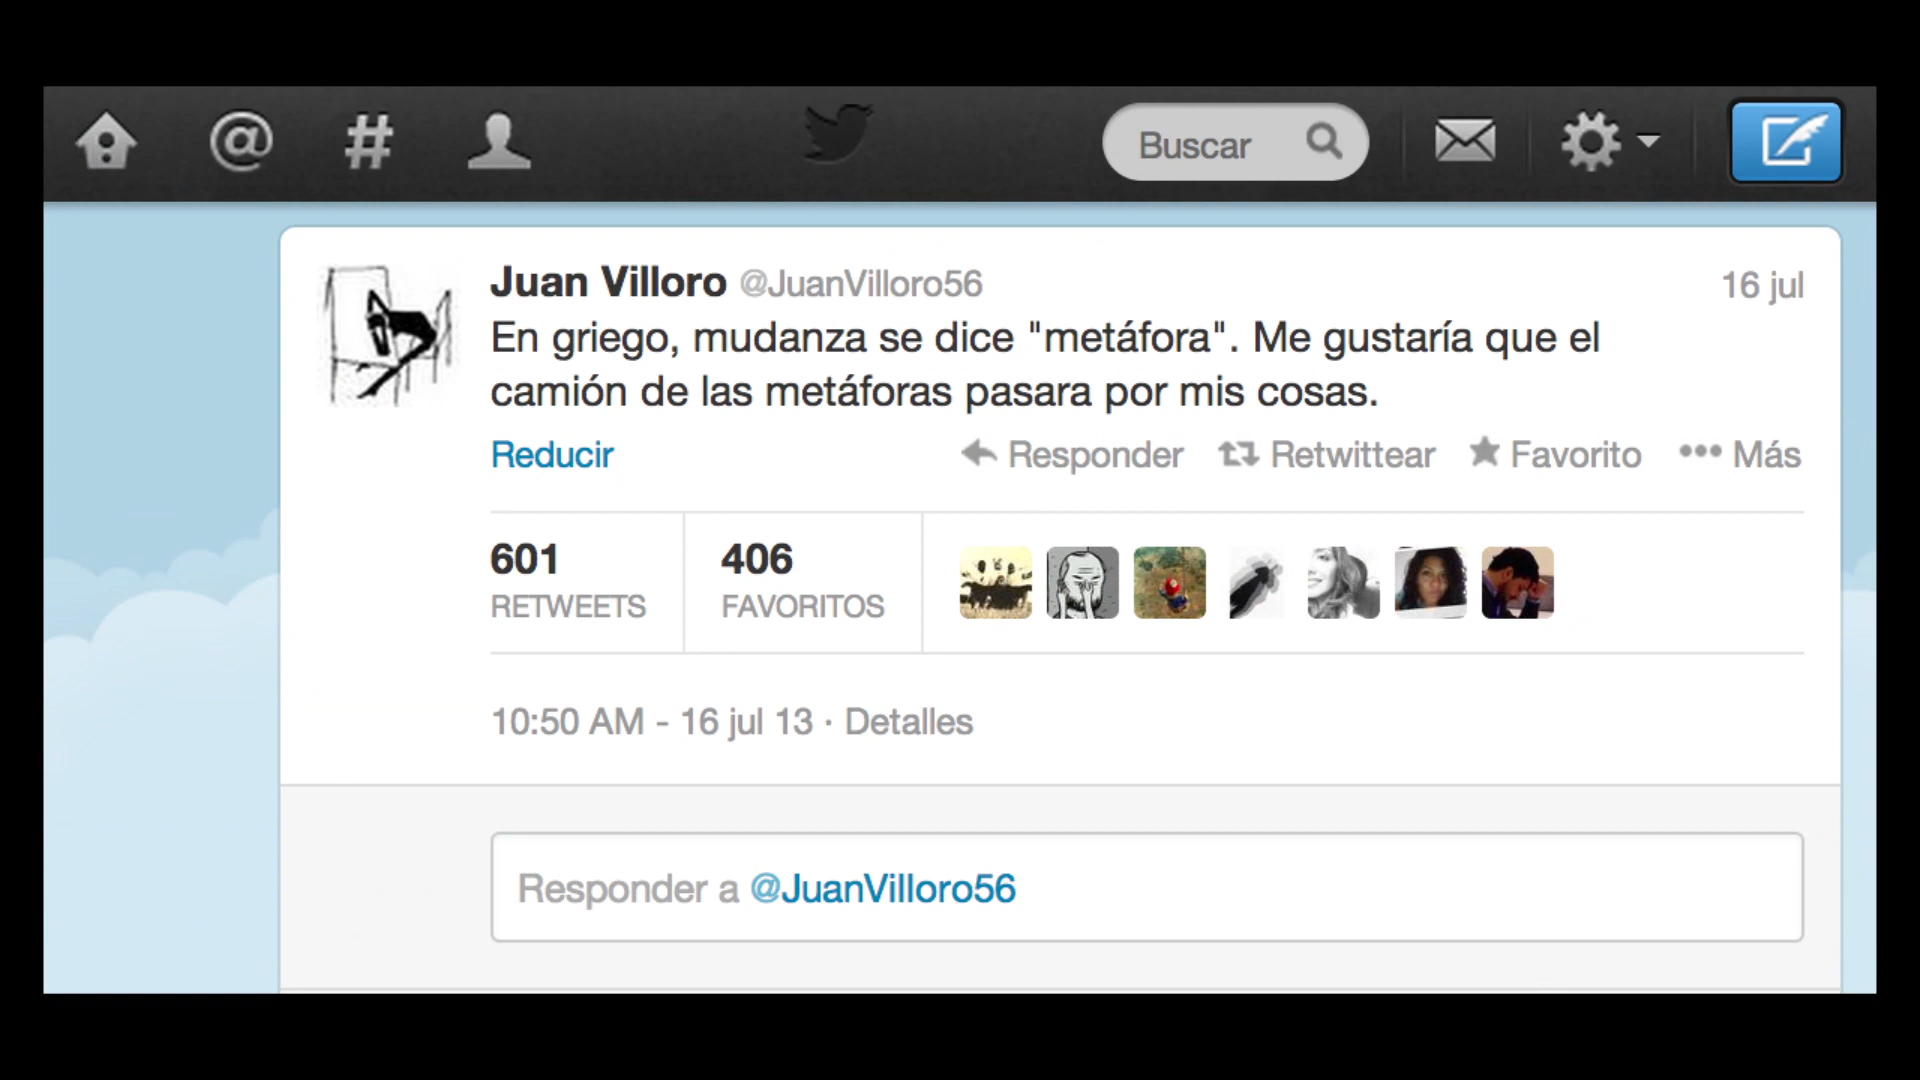 Buscar
Juan Villoro @JuanVilloro56 16 jul
En griego, mudanza se dice "metáfora". Me gustaría que el
camión de las metáforas pasara por mis cosas.
Reducir Responder Retwittear Favorito Más
601 406
RETWEETS FAVORITOS
10:50 AM - 16 jul 13 · Detalles
Responder a @JuanVilloro56